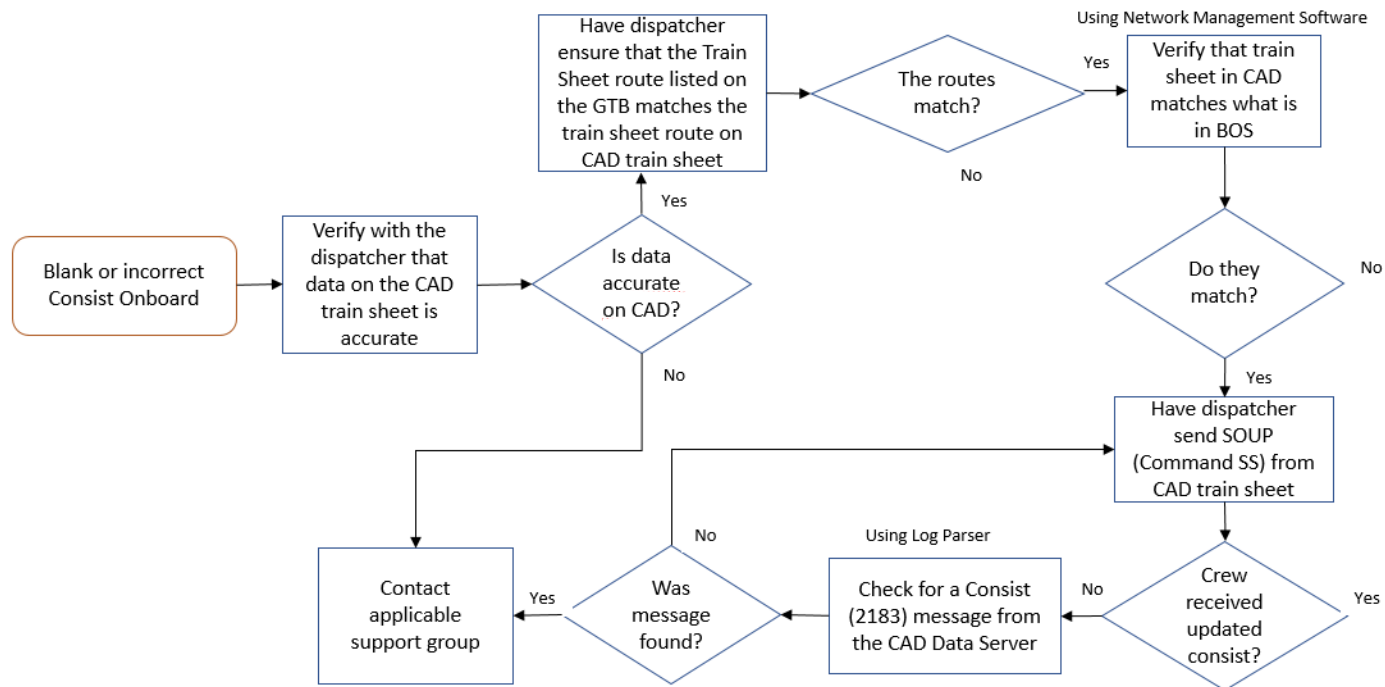 Blank or incorrect
Consist Onboard
Verify with the
dispatcher that
data on the CAD
train sheet is
accurate
Is data
accurate
on CAD?
Yes
No
Have dispatcher
ensure that the Train
Sheet route listed on
the GTB matches the
train sheet route on
CAD train sheet
The routes
match?
Yes
No
Using Network Management Software
Verify that train
sheet in CAD
matches what is
in BOS
Do they
match?
No
Yes
Have dispatcher
send SOUP
(Command SS) from
CAD train sheet
Crew
received
updated
consist?
Yes
No
Using Log Parser
Check for a Consist
(2183) message from
the CAD Data Server
Was
message
found?
No
Yes
Contact
applicable
support group